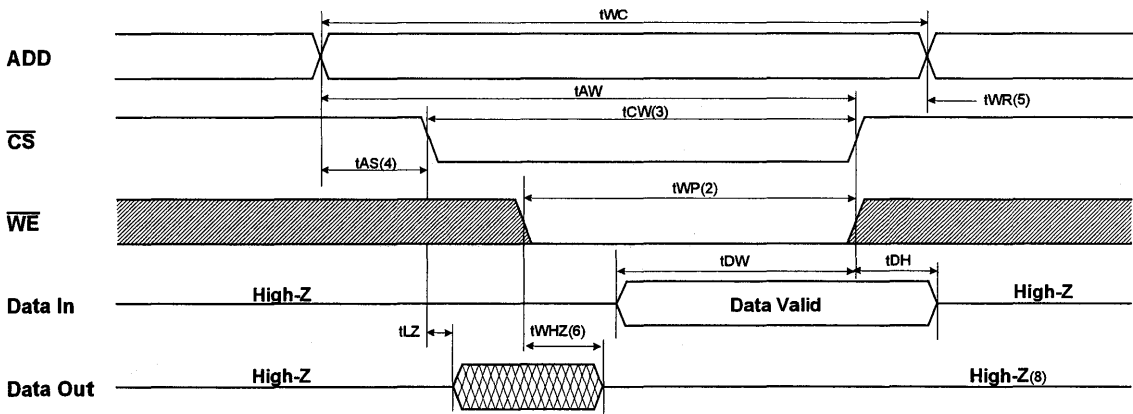 tWC
ADD
tAW
tWR(5)
tCW(3)
CS
tAS(4)
tWP(2)
WE
tDW
tDH
High-Z
Data Valid
High-Z
Data In
tLZ
tWHZ(6)
High-Z
High-Z(8)
Data Out